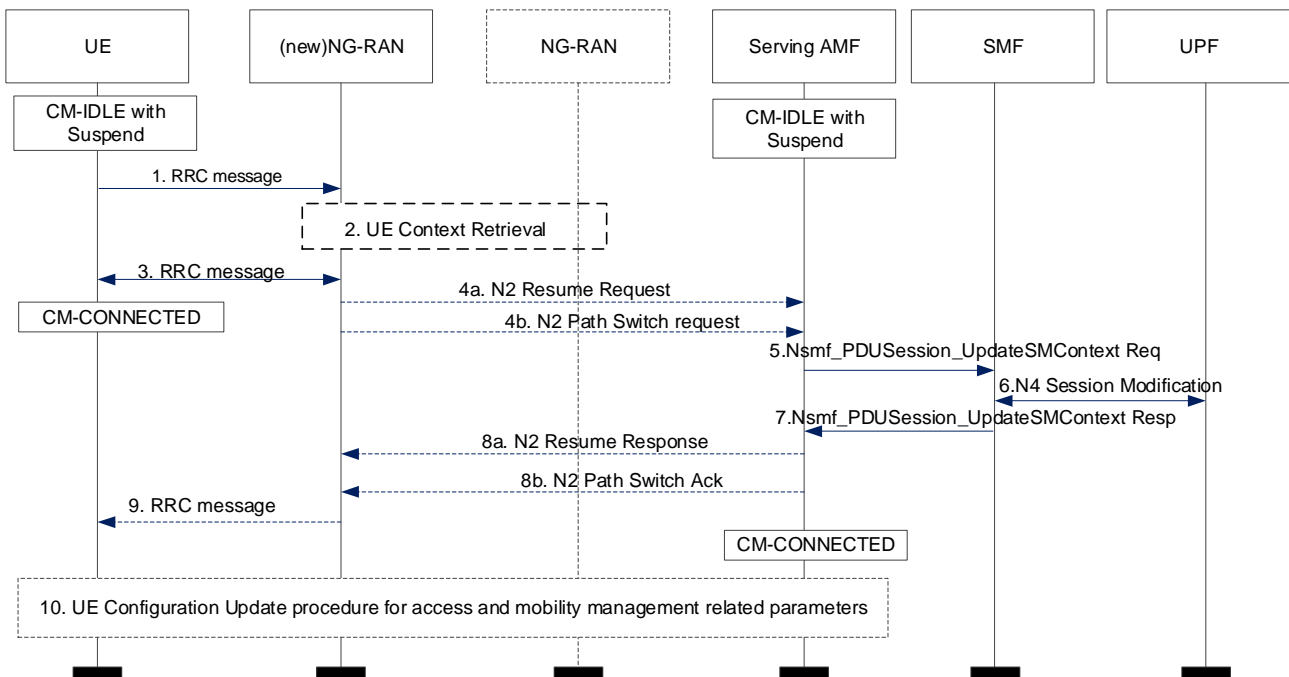 UE
(new)NG-RAN
NG-RAN
Serving AMF
SMF
UPF
CM-IDLE with
Suspend
CM-IDLE with
Suspend
1. RRC message
2. UE Context Retrieval
3. RRC message
4a. N2 Resume Request
CM-CONNECTED
4b. N2 Path Switch request
5.Nsmf_PDUSession_UpdateSMContext Req
6.N4 Session Modification
7.Nsmf_PDUSession_UpdateSMContext Resp
8a. N2 Resume Response
8b. N2 Path Switch Ack
9. RRC message
CM-CONNECTED
10. UE Configuration Update procedure for access and mobility management related parameters